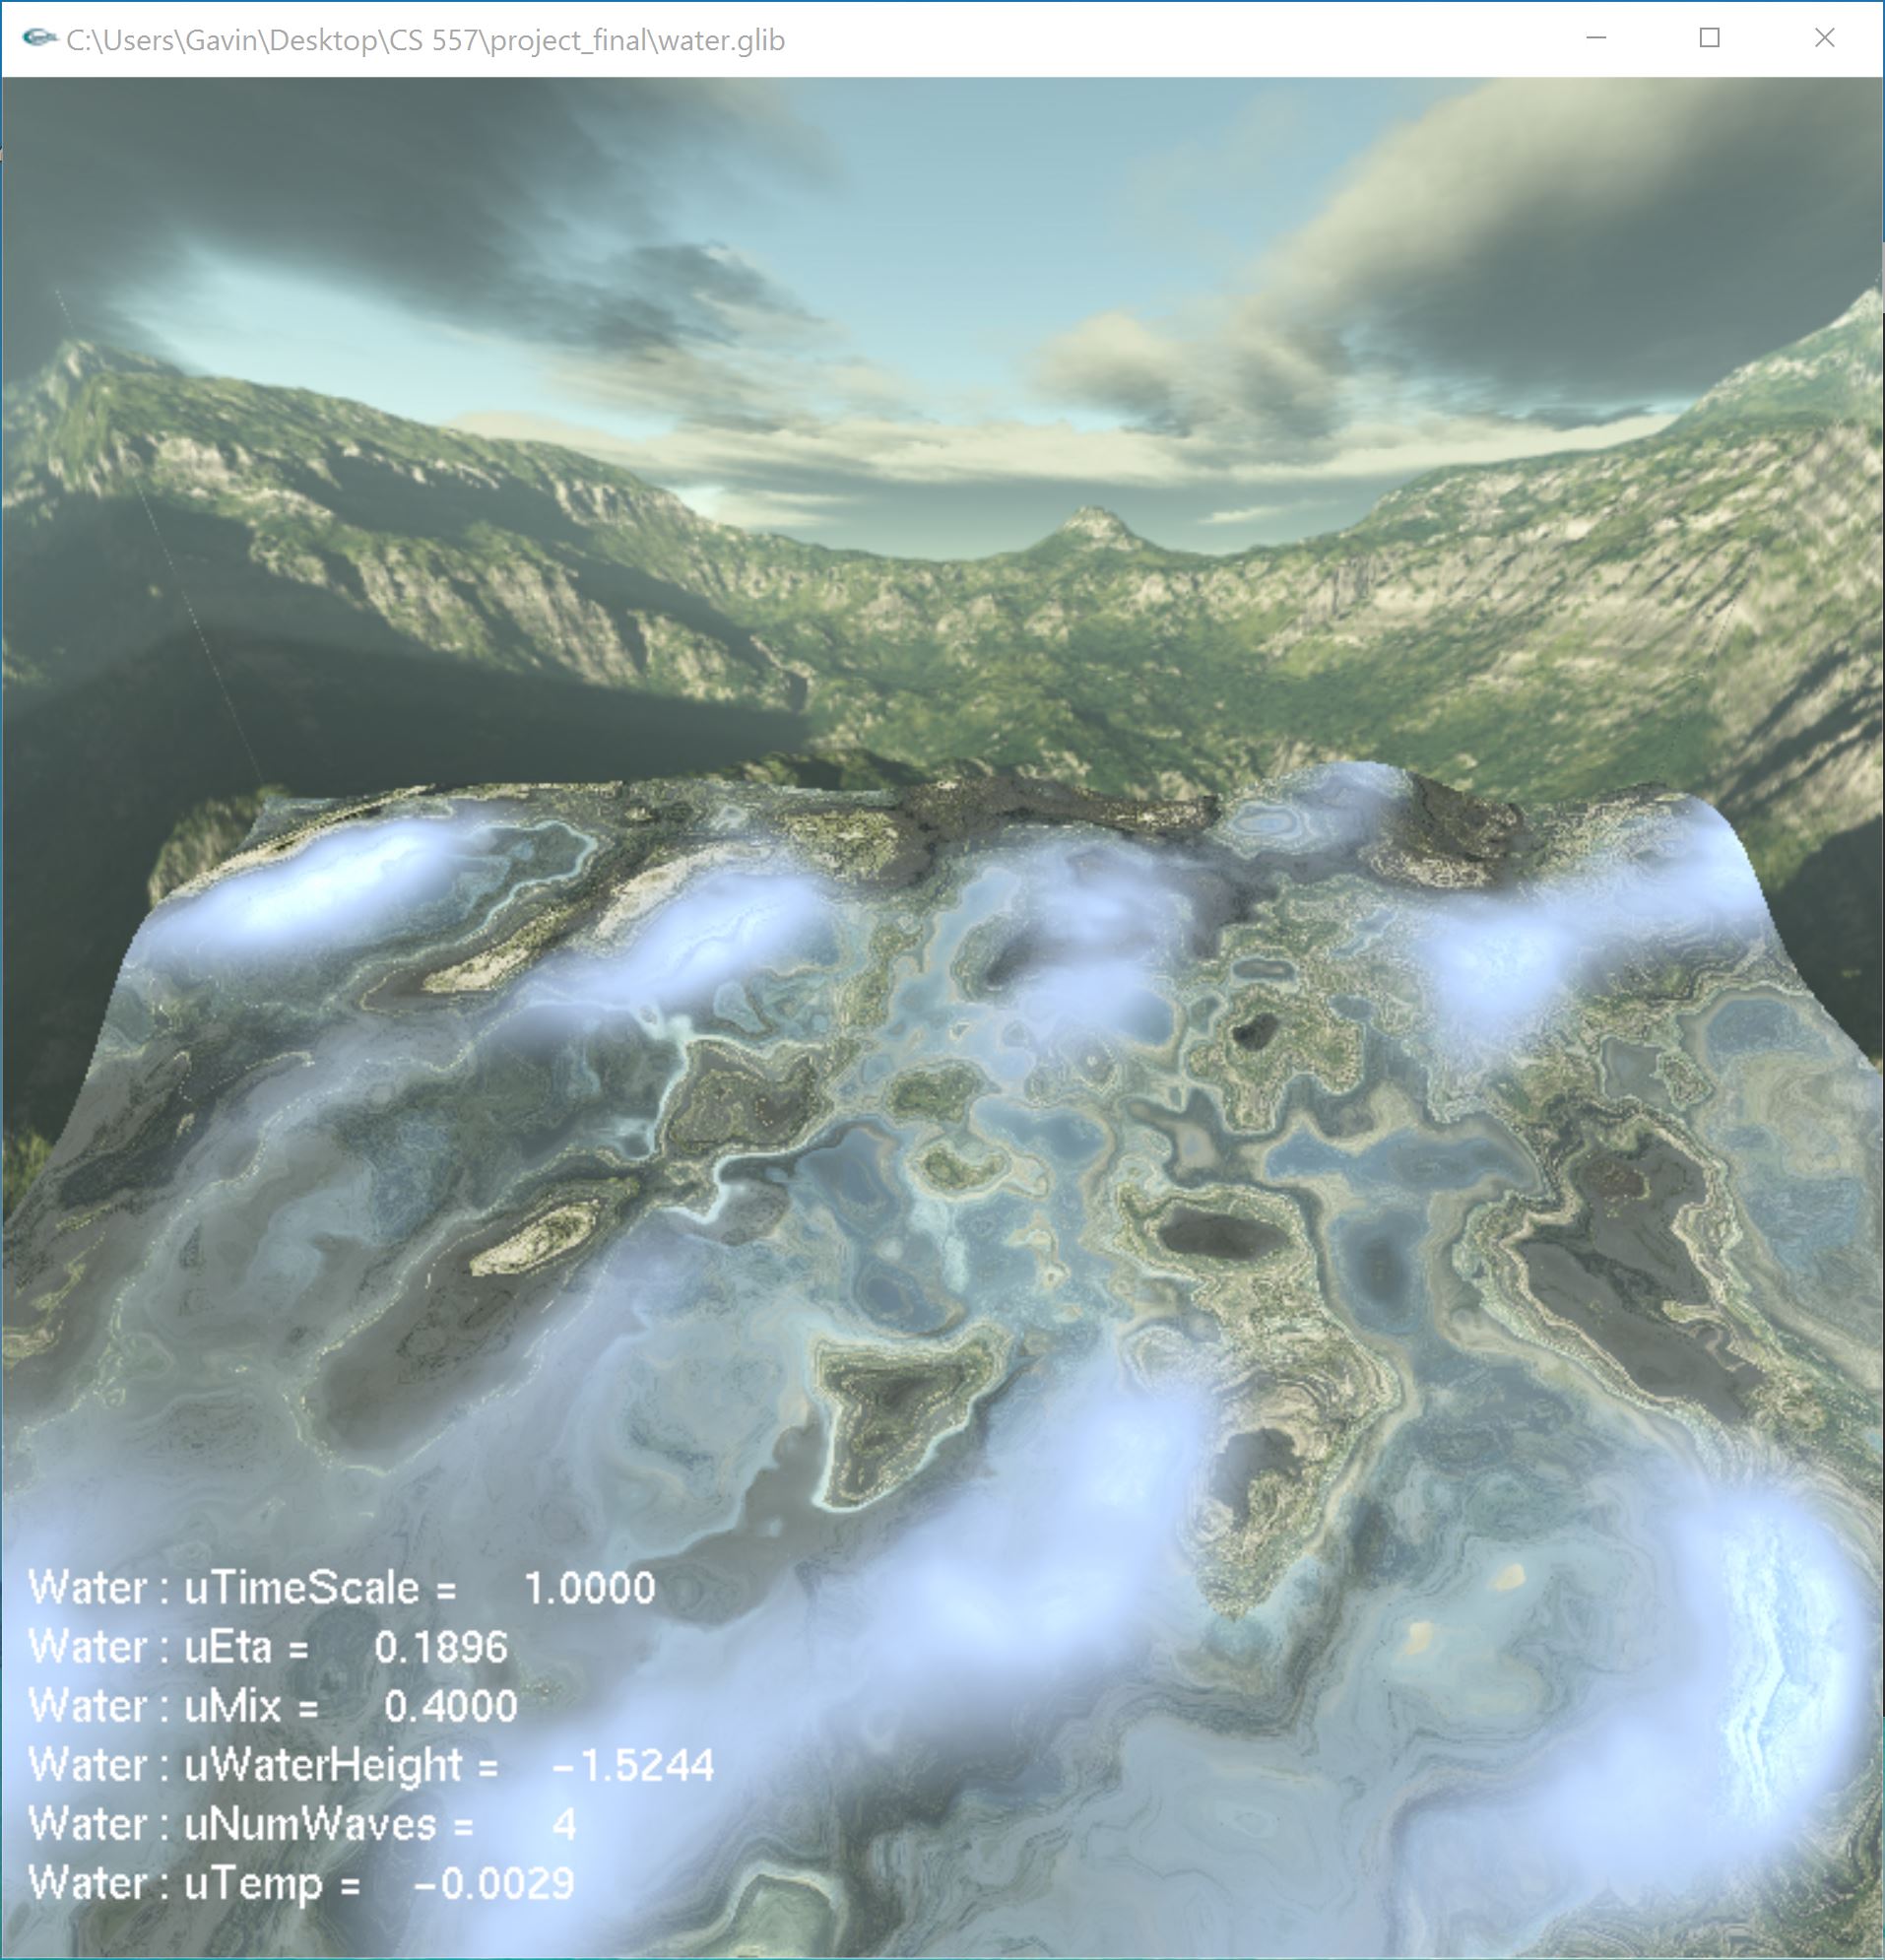 C:\Users\Gavin\Desktop\CS 557\project_final\water.glib
Water : uTimeScale = 1.0000
Water : uEta = 0.1896
Water : uMix = 0.4000
Water : uWaterHeight = -1.5244
Water : uNumWaves = 4
Water : uTemp = -0.0029